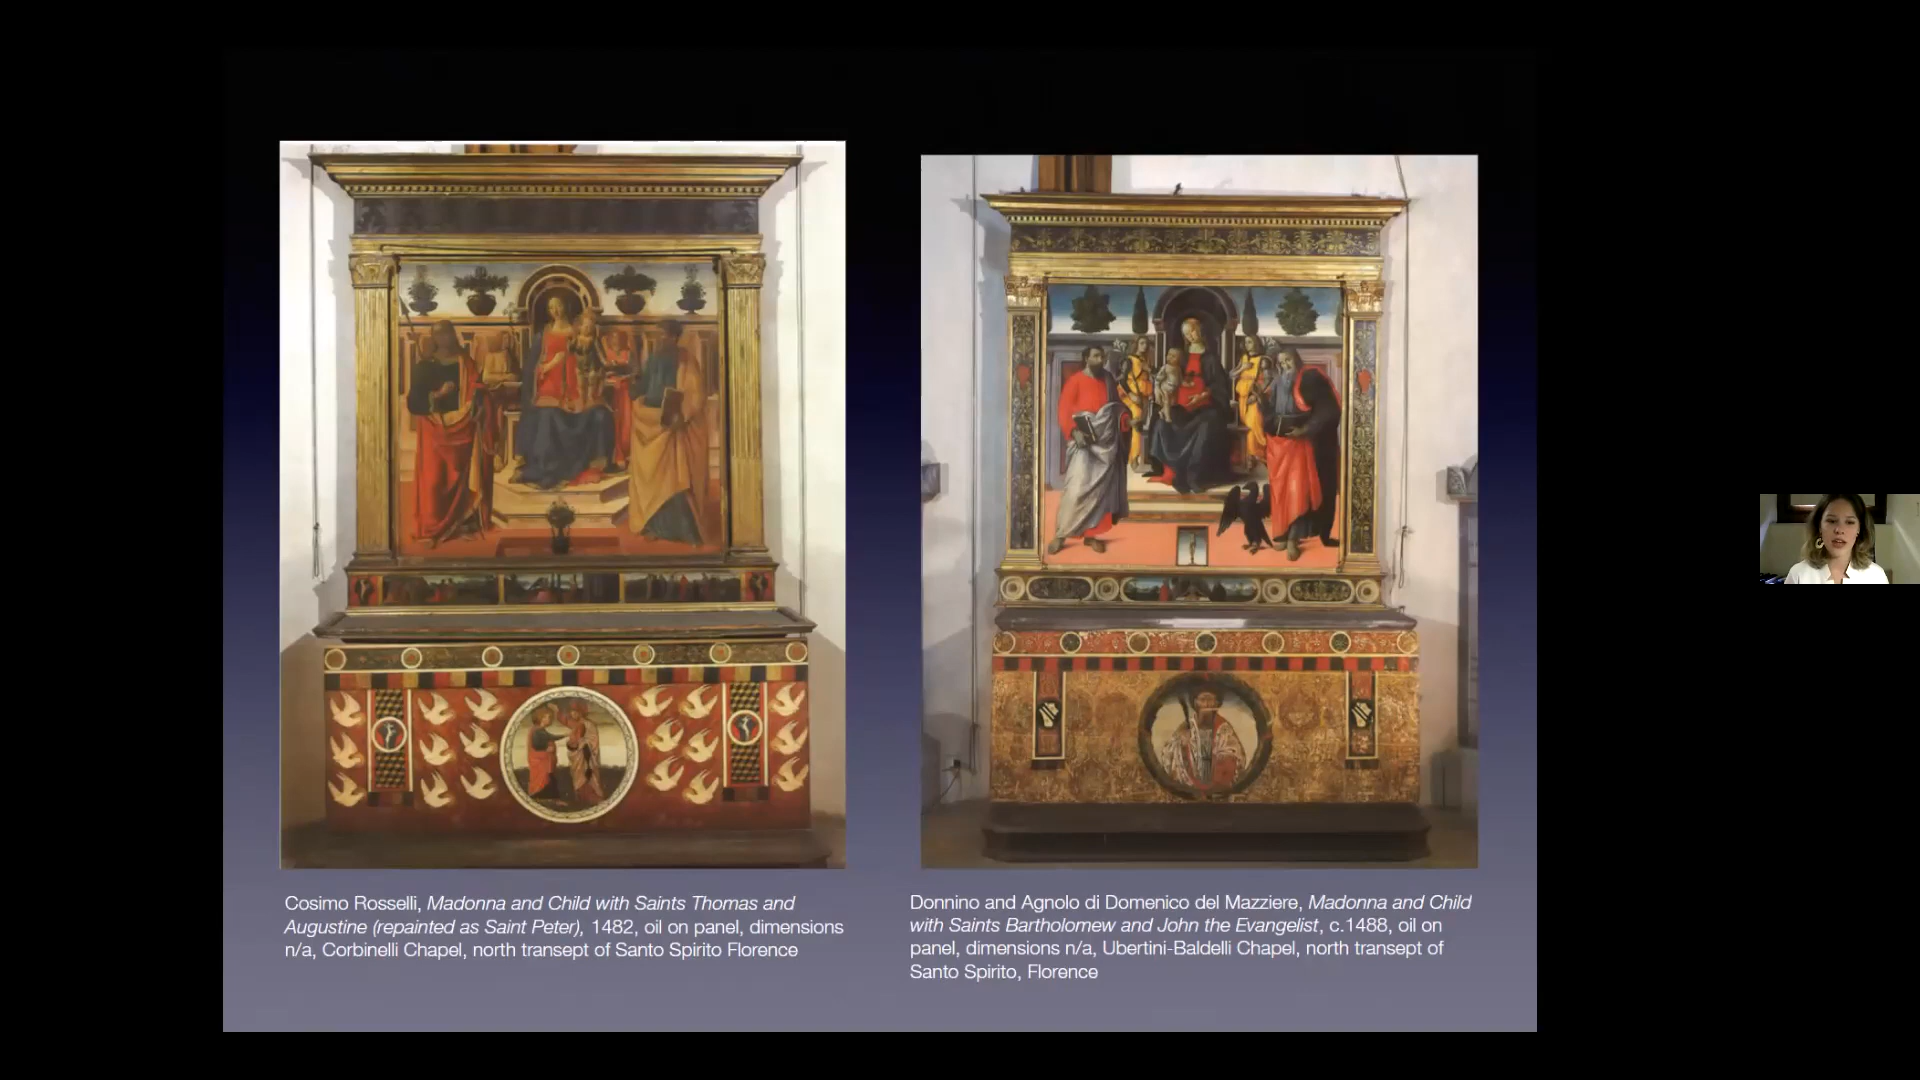 Cosimo Rosselli, Madonna and Child with Saints Thomas and
Augustine (repainted as Saint Peter), 1482, oil on panel, dimensions
n/a, Corbinelli Chapel, north transept of Santo Spirito Florence
Donnino and Agnolo di Domenico del Mazziere, Madonna and Child
with Saints Bartholomew and John the Evangelist, c.1488, oil on
panel, dimensions n/a, Ubertini-Baldelli Chapel, north transept of
Santo Spirito, Florence